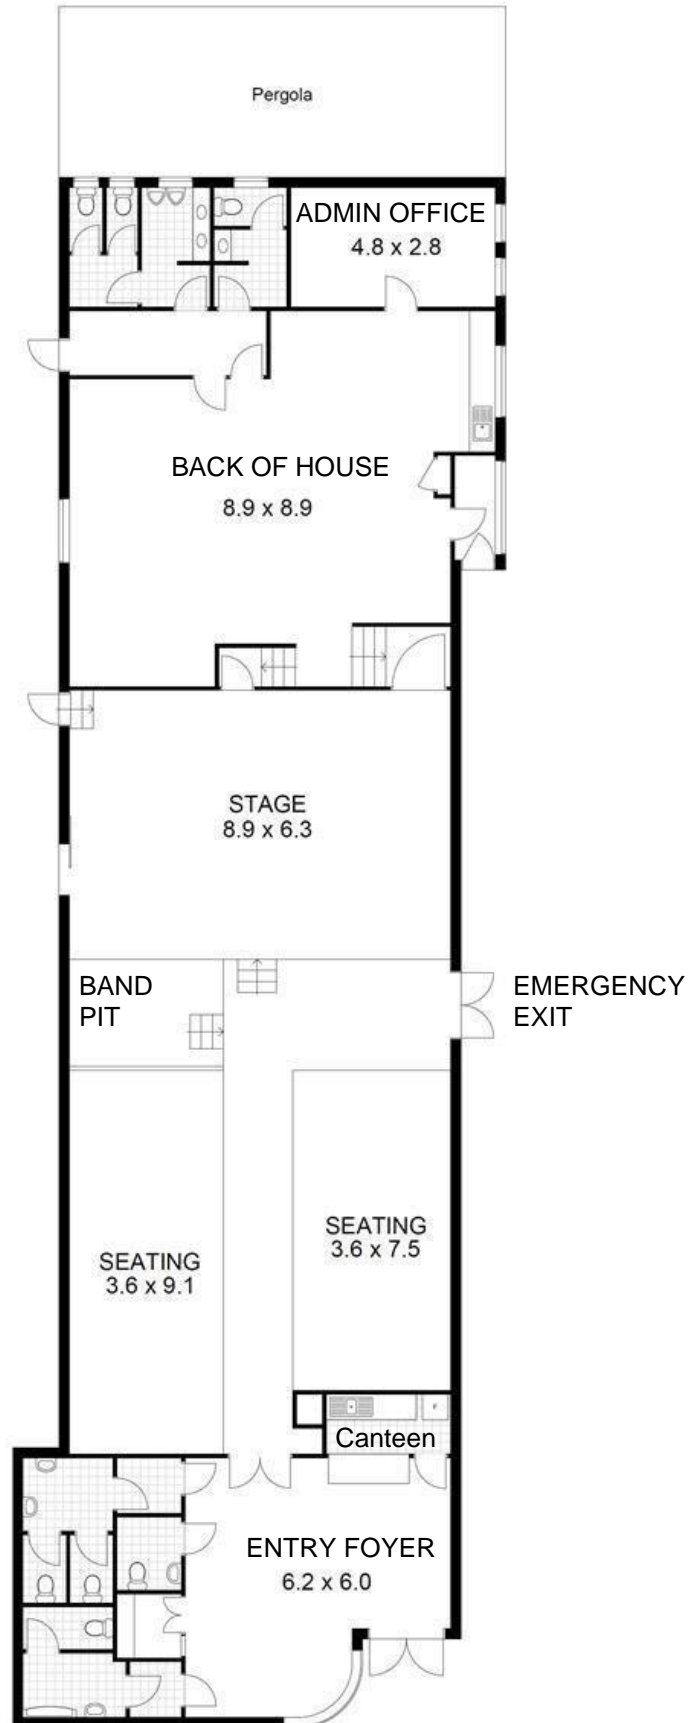 Pergola
ADMIN OFFICE
4.8 x 2.8
BACK OF HOUSE
8.9 x 8.9
STAGE
8.9 x 6.3
BAND
PIT
EMERGENCY
EXIT
SEATING
3.6 x 7.5
SEATING
3.6 x 9.1
Canteen
ENTRY FOYER
6.2 x 6.0